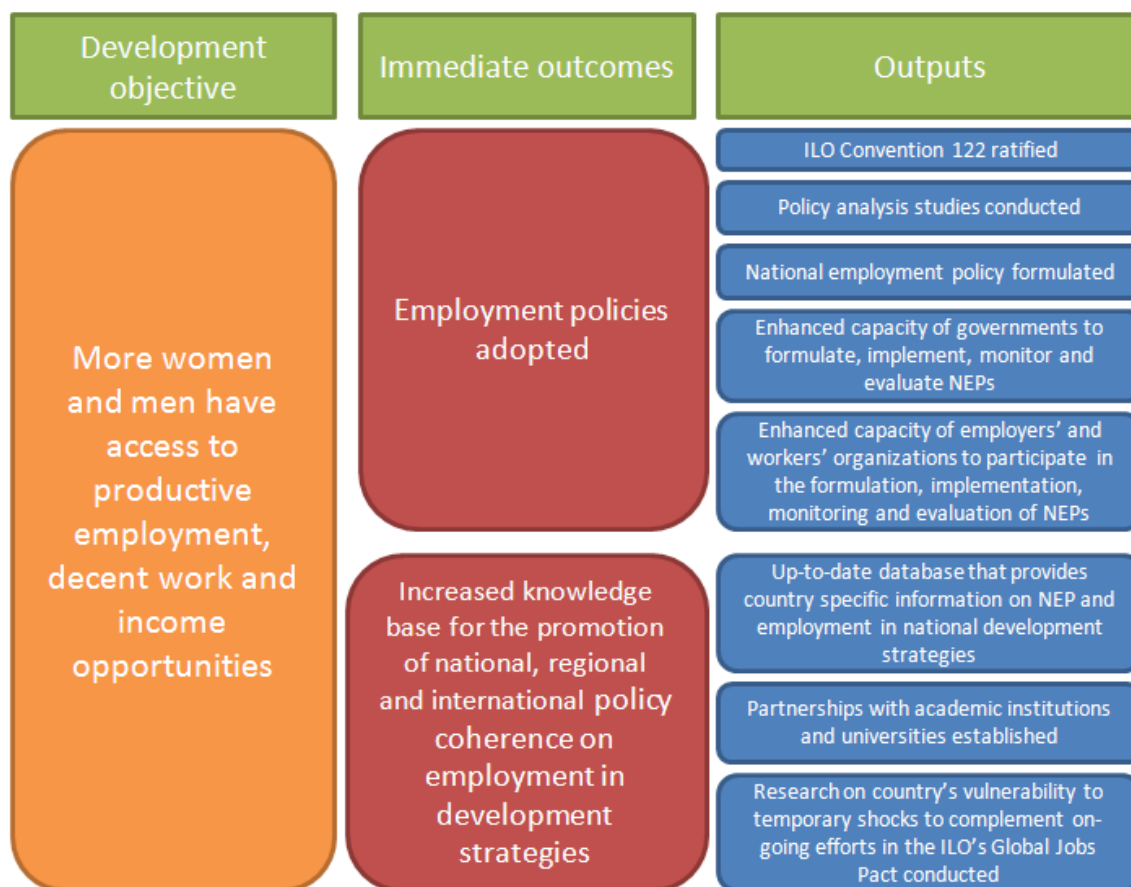 Development
objective
Immediate outcomes
Outputs
More women
and men have
access to
productive
employment,
decent work and
income
opportunities
Employment policies
adopted
Increased knowledge
base for the promotion
of national, regional
and international policy
coherence on
employment in
development
strategies
ILO Convention 122 ratified
Policy analysis studies conducted
National employment policy formulated
Enhanced capacity of governments to
formulate, implement, monitor and
evaluate NEPs
Enhanced capacity of employers’ and
workers’ organizations to participate in
the formulation, implementation,
monitoring and evaluation of NEPs
Up-to-date database that provides
country specific information on NEP and
employment in national development
strategies
Partnerships with academic institutions
and universities established
Research on country’s vulnerability to
temporary shocks to complement on-
going efforts in the ILO’s Global Jobs
Pact conducted